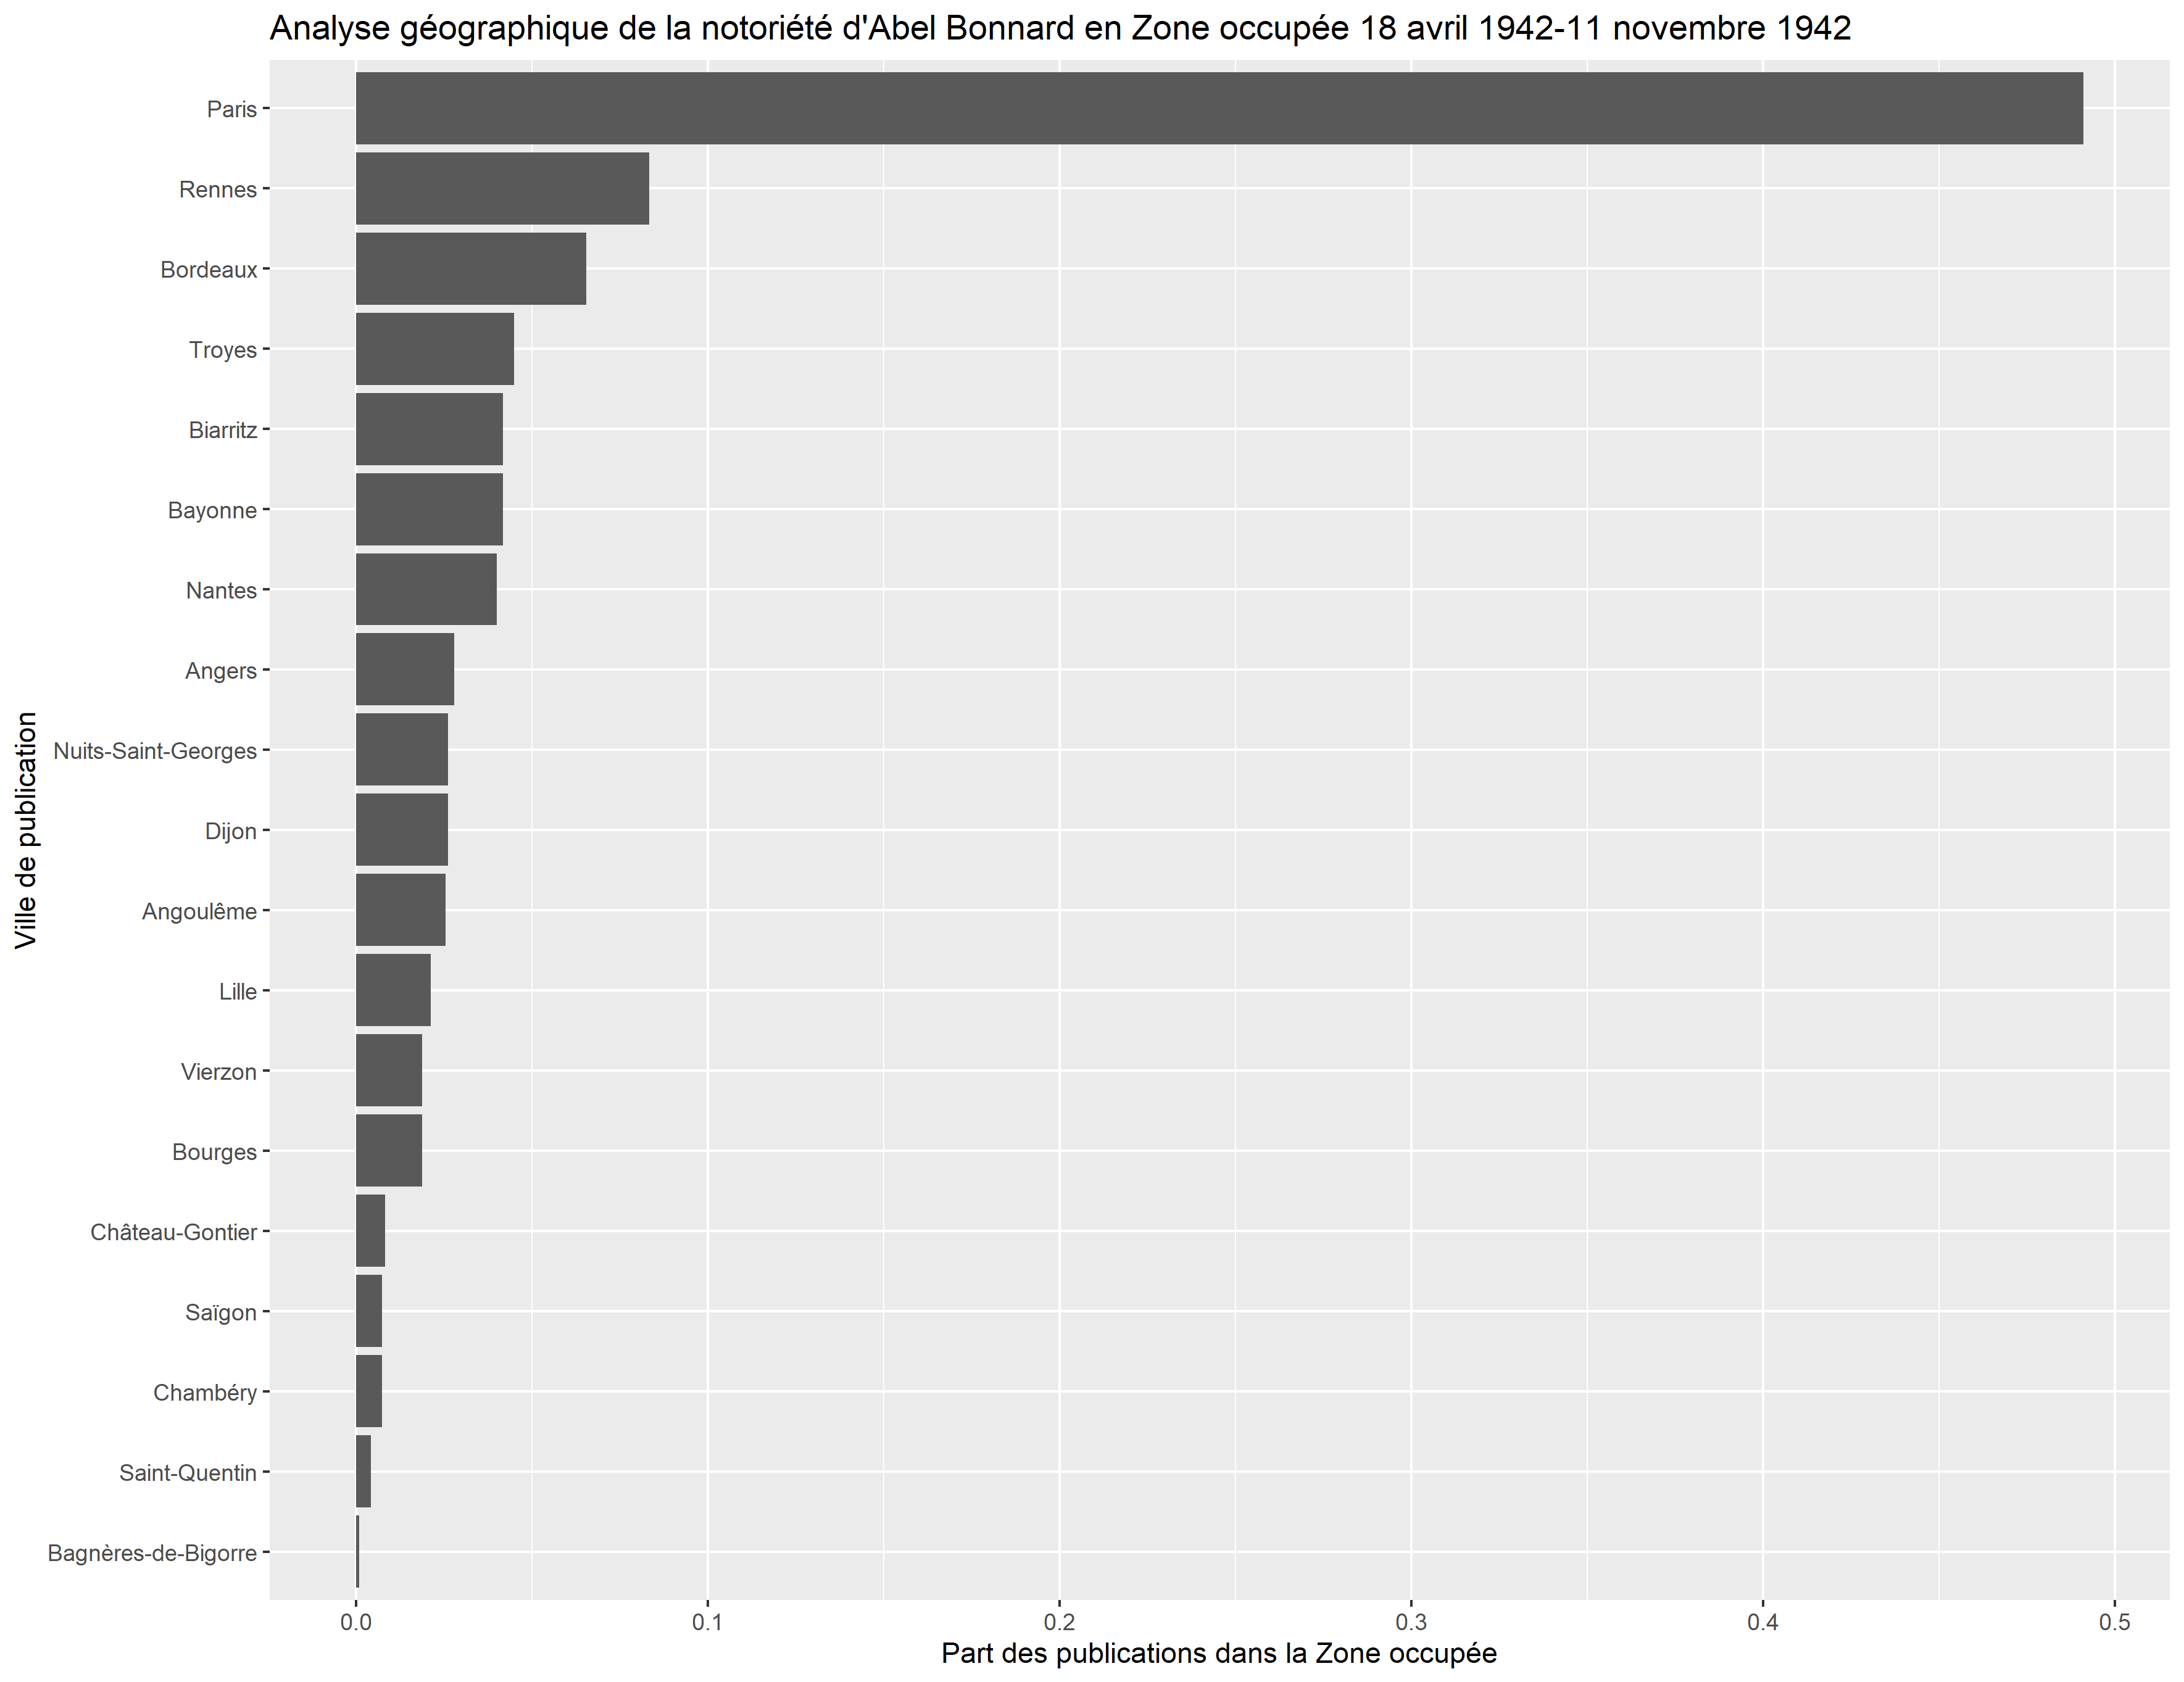 Analyse géographique de la notoriété d'Abel Bonnard en Zone occupée 18 avril 1942-11 novembre 1942
Ville de publication
Paris
Rennes
Bordeaux
Troyes
Biarritz
Bayonne
Nantes
Angers
Nuits-Saint-Georges
Dijon
Angoulême
Lille
Vierzon
Bourges
Château-Gontier
Saïgon
Chambéry
Saint-Quentin
Bagnères-de-Bigorre
0.0 0.1 0.2 0.3 0.4 0.5
Part des publications dans la Zone occupée